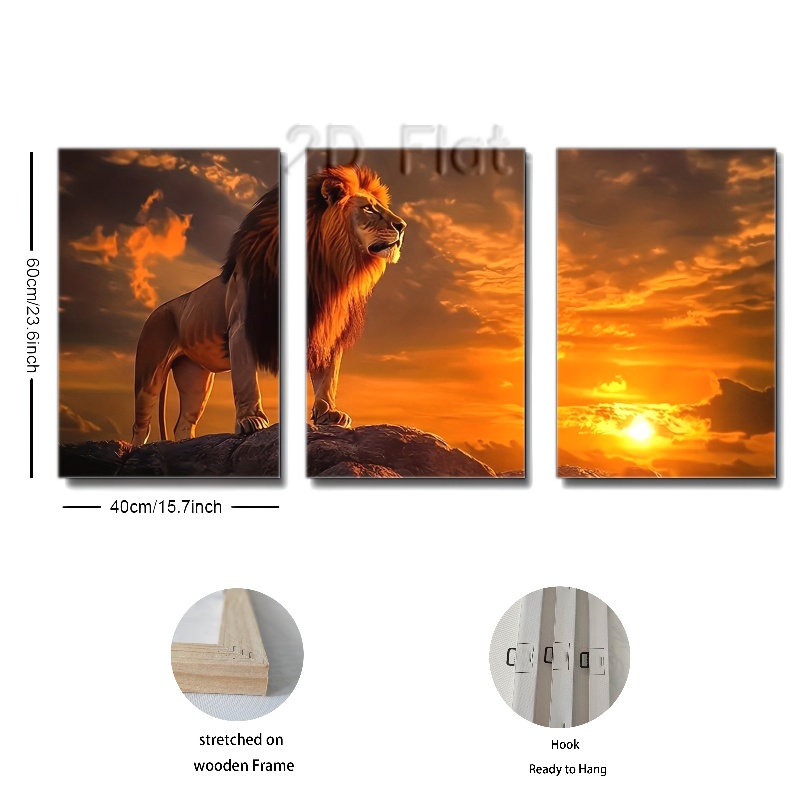 2D Flat
60cm/23.6inch
40cm/15.7inch
stretched on
wooden Frame
Hook
Ready to Hang